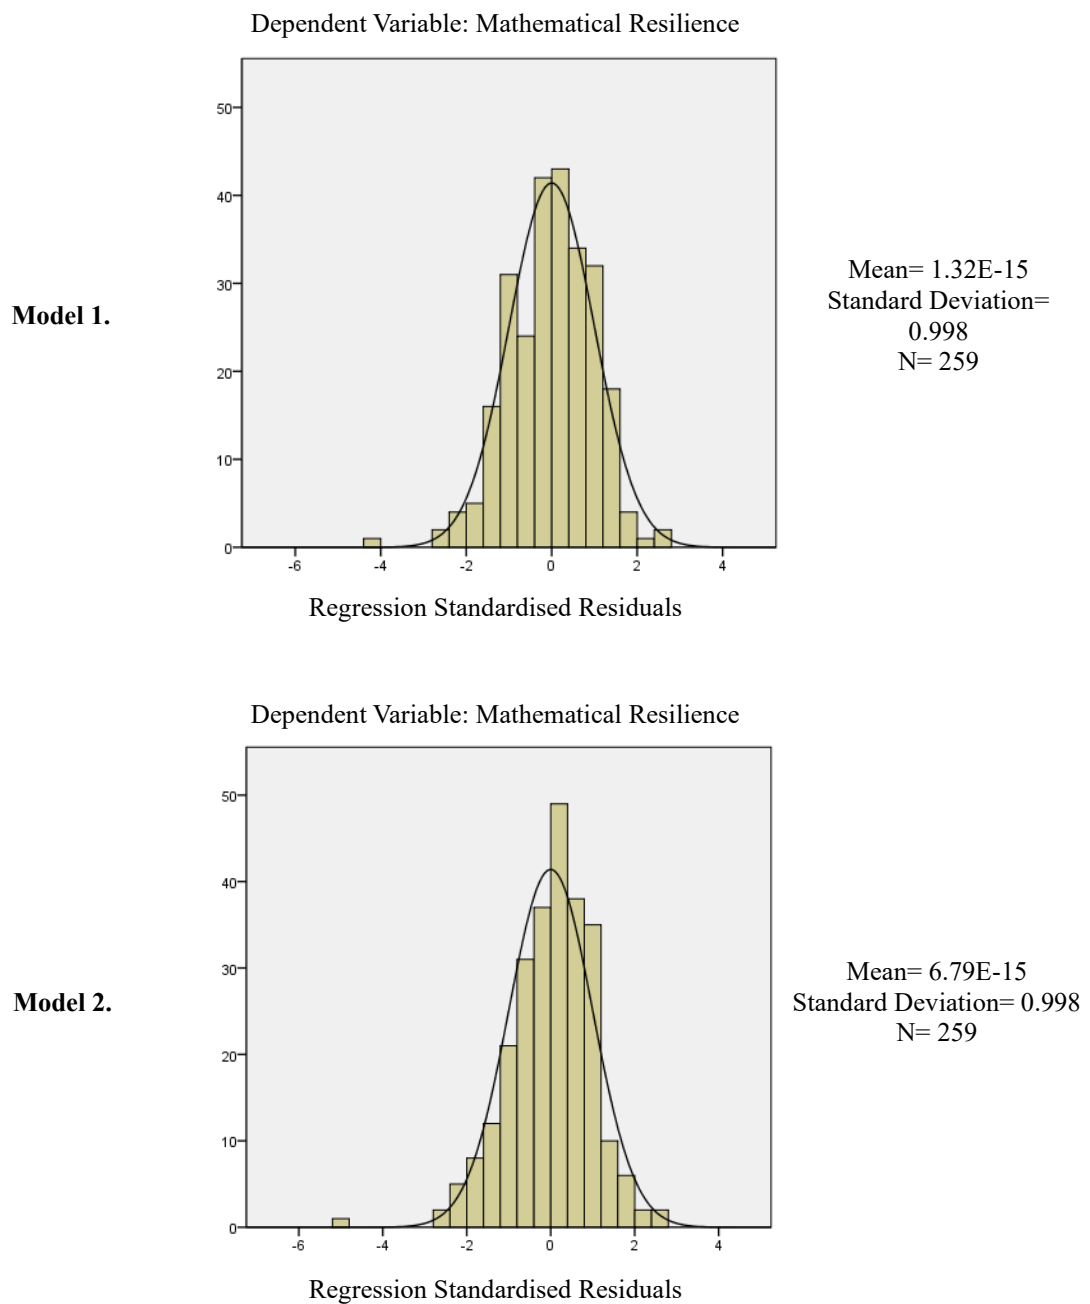 Dependent Variable: Mathematical Resilience
50
40
30
20
10
0
-6 -4 -2 0 2 4
Regression Standardised Residuals
Model 1.
Mean= 1.32E-15
Standard Deviation=
0.998
N= 259
Dependent Variable: Mathematical Resilience
50
40
30
20
10
0
-6 -4 -2 0 2 4
Regression Standardised Residuals
Model 2.
Mean= 6.79E-15
Standard Deviation= 0.998
N= 259